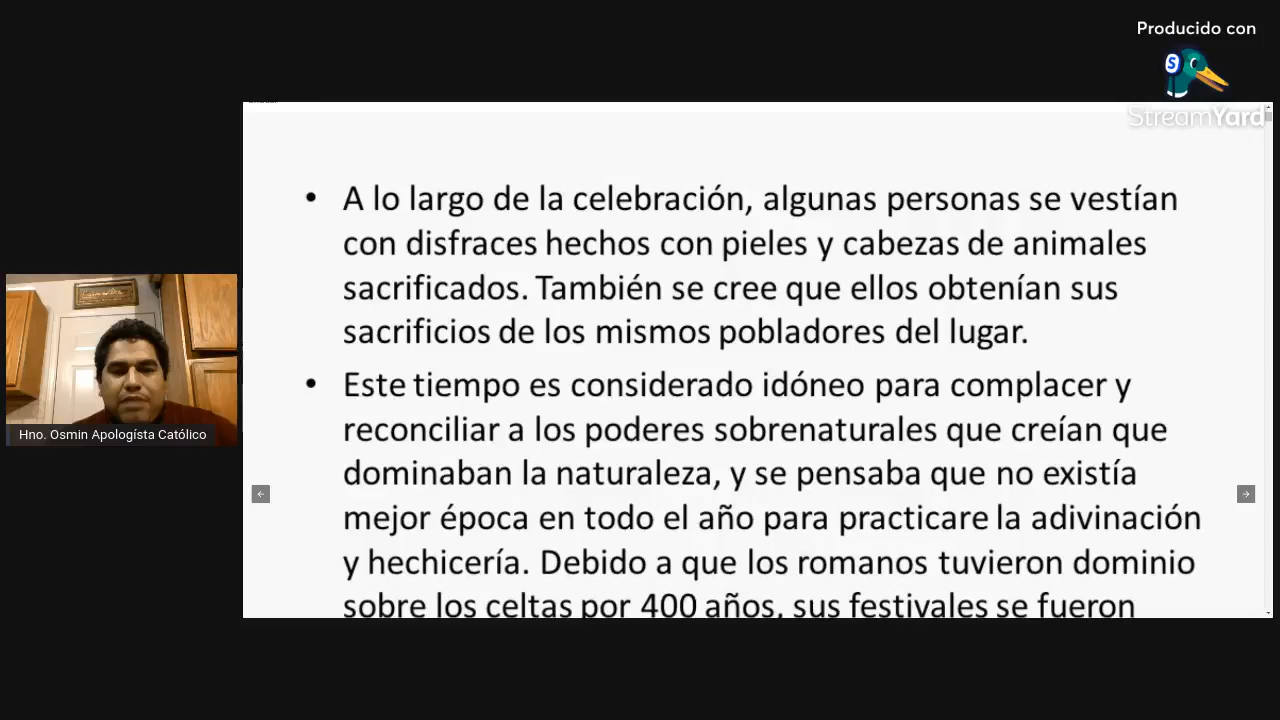 Producido con
StreamYard
• A lo largo de la celebración, algunas personas se vestían
con disfraces hechos con pieles y cabezas de animales
sacrificados. También se cree que ellos obtenían sus
sacrificios de los mismos pobladores del lugar.
• Este tiempo es considerado idóneo para complacer y
reconciliar a los poderes sobrenaturales que creían que
dominaban la naturaleza, y se pensaba que no existía
mejor época en todo el año para practicare la adivinación
y hechicería. Debido a que los romanos tuvieron dominio
sobre los celtas por 400 años, sus festivales se fueron
Hno. Osmin Apologísta Católico